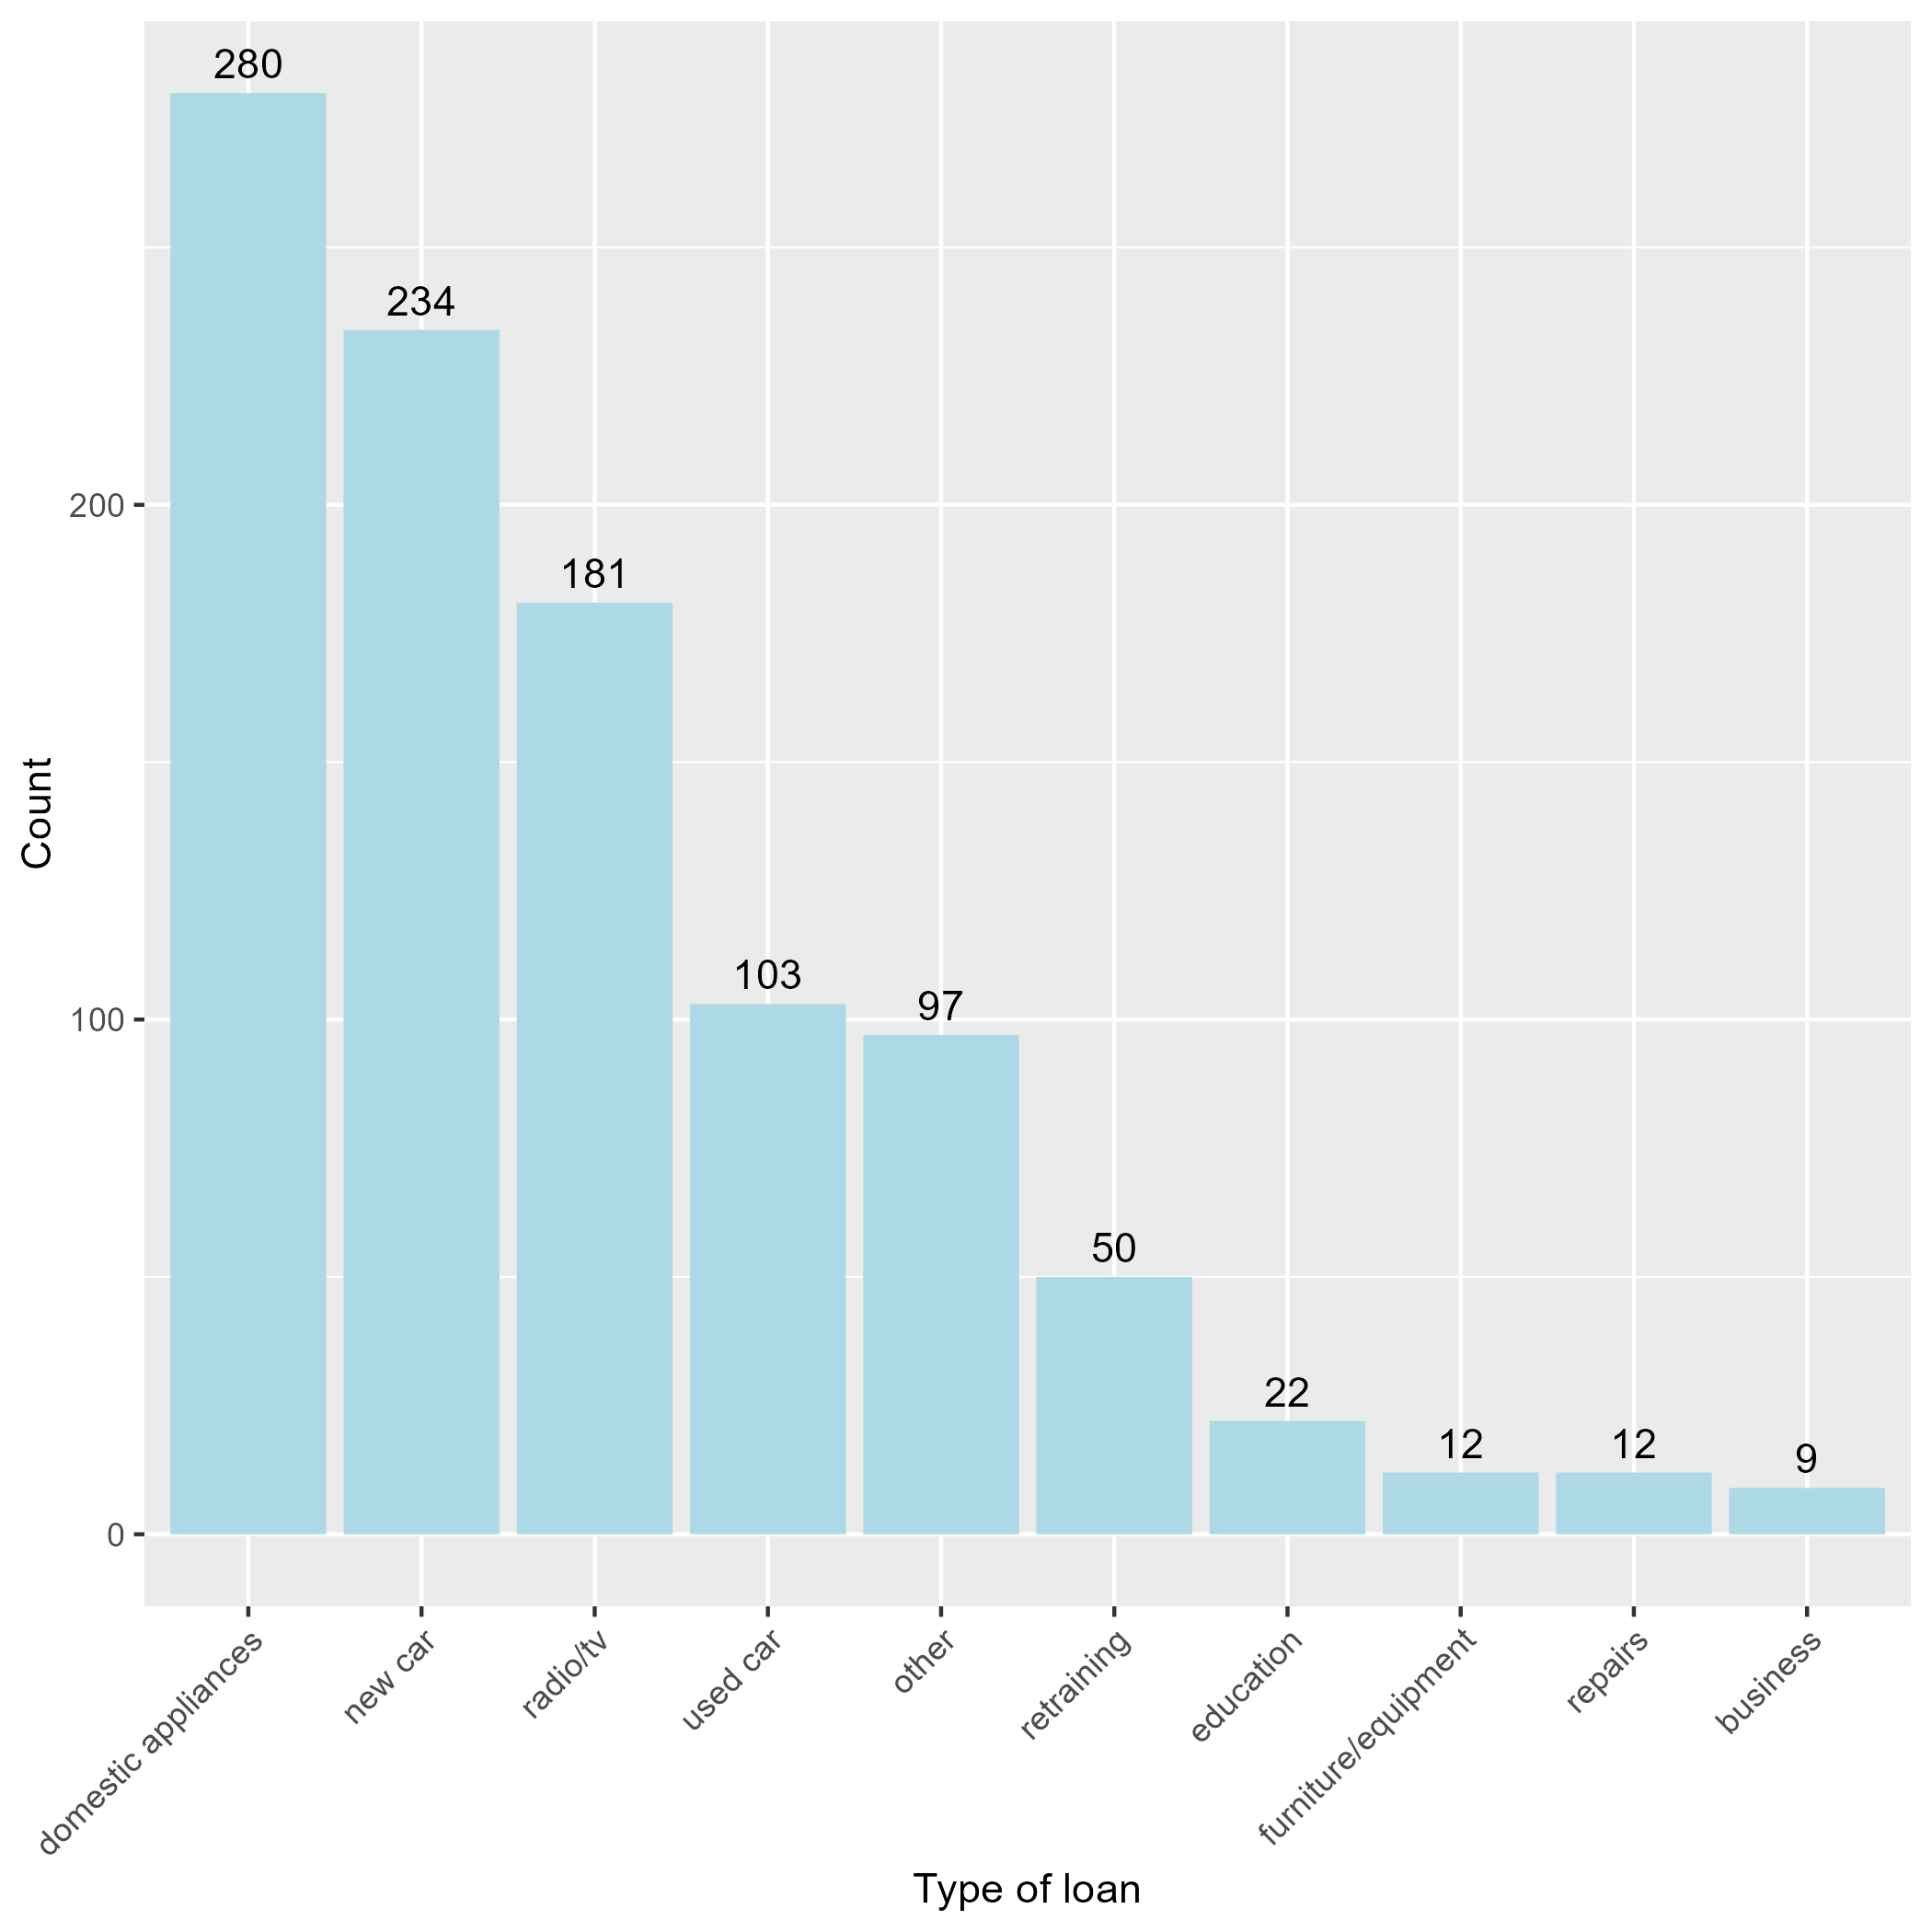 280
234
181
103
97
50
22
12
12
9
200
100
0
Count
domestic appliances
new car
radio/tv
used car
other
retraining
education
furniture/equipment
repairs
business
Type of loan